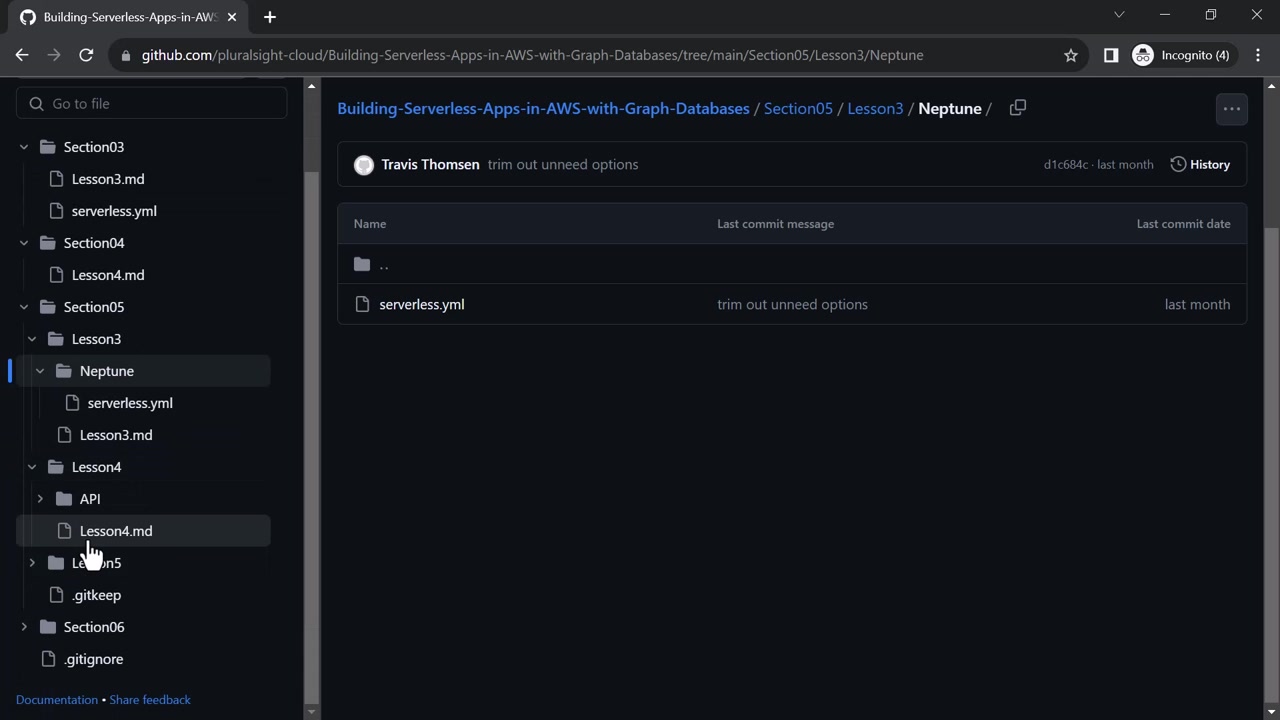 Building-Serverless-Apps-in-AWS
github.com/pluralsight-cloud/Building-Serverless-Apps-in-AWS-with-Graph-Databases/tree/main/Section05/Lesson3/Neptune
Incognito (4)
Go to file
Section03
Lesson3.md
serverless.yml
Section04
Lesson4.md
Section05
Lesson3
Neptune
serverless.yml
Lesson3.md
Lesson4
API
Lesson4.md
.gitkeep
Section06
.gitignore
Documentation • Share feedback
Building-Serverless-Apps-in-AWS-with-Graph-Databases / Section05 / Lesson3 / Neptune /
Travis Thomsen trim out unneed options d1c684c · last month History
Name Last commit message Last commit date
..
serverless.yml trim out unneed options last month